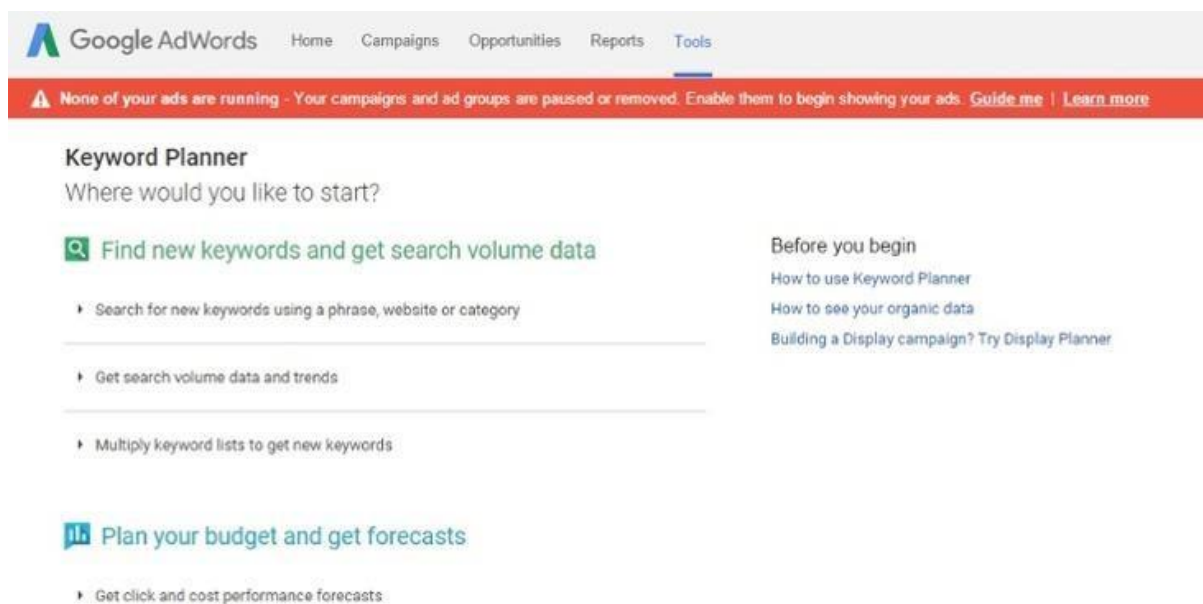 Google AdWords Home Campaigns Opportunities Reports Tools
None of your ads are running - Your campaigns and ad groups are paused or removed. Enable them to begin showing your ads. Guide me | Learn more
Keyword Planner
Where would you like to start?
Find new keywords and get search volume data
Search for new keywords using a phrase, website or category
Get search volume data and trends
Multiply keyword lists to get new keywords
Plan your budget and get forecasts
Get click and cost performance forecasts
Before you begin
How to use Keyword Planner
How to see your organic data
Building a Display campaign? Try Display Planner